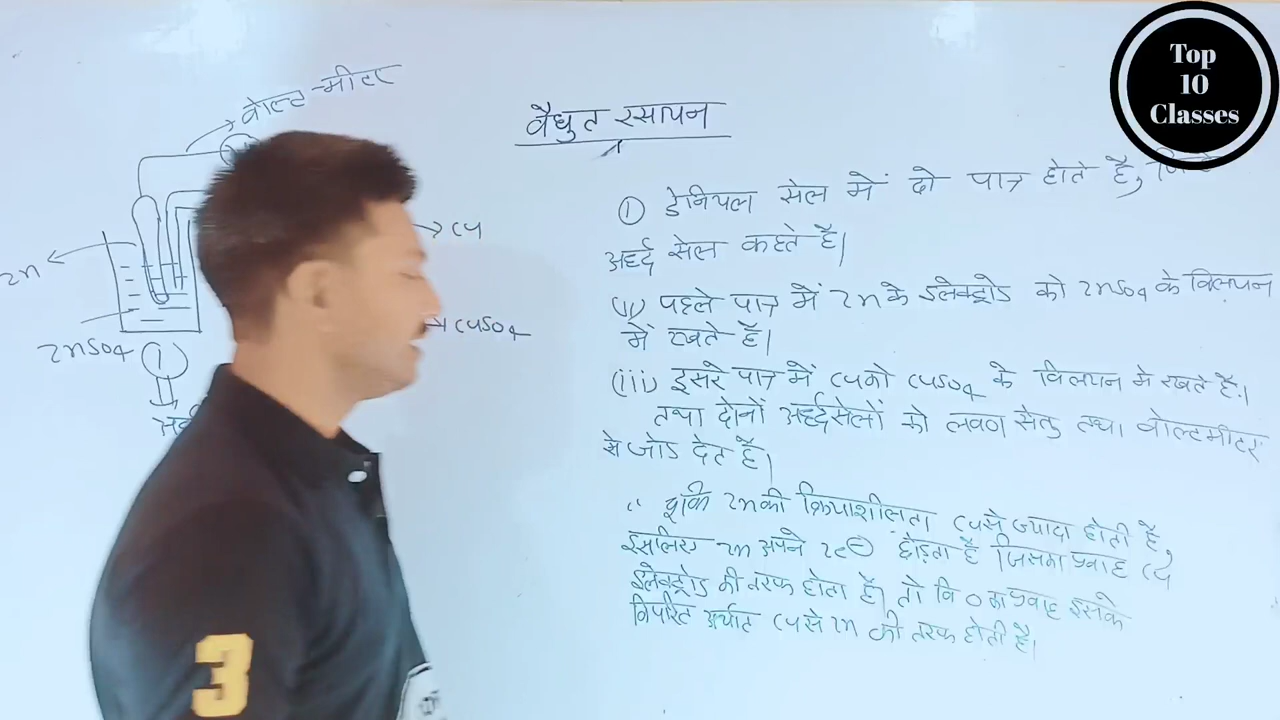 Top
10
Classes
वोल्ट-मीटर
वैधुत रसायन
① डेनियल सेल में दो पात्र होते है,
अर्ध्द सेल कहते है।
(ii) पहले पात्र में Zn के इलेक्ट्रोड को ZnSO4 के विलयन
में रखते है।
(iii) दूसरे पात्र में Cu को CuSO4 के विलयन मे रखते है।
तथा दोनों अर्ध्दसेलों को लवण सेतु तथा वोल्टमीटर
से जोड देते है।
" चूंकि Zn की क्रियाशीलता Cu से ज्यादा होती है,
इसलिए Zn अपने 2e⊖ छोड़ता है जिसका प्रवाह Cu
इलेक्ट्रोड की तरफ होता है। तो वि० का प्रवाह इसके
विपरित अर्थात Cu से Zn की तरफ होती है।
Zn
Cu
CuSO4
ZnSO4
①